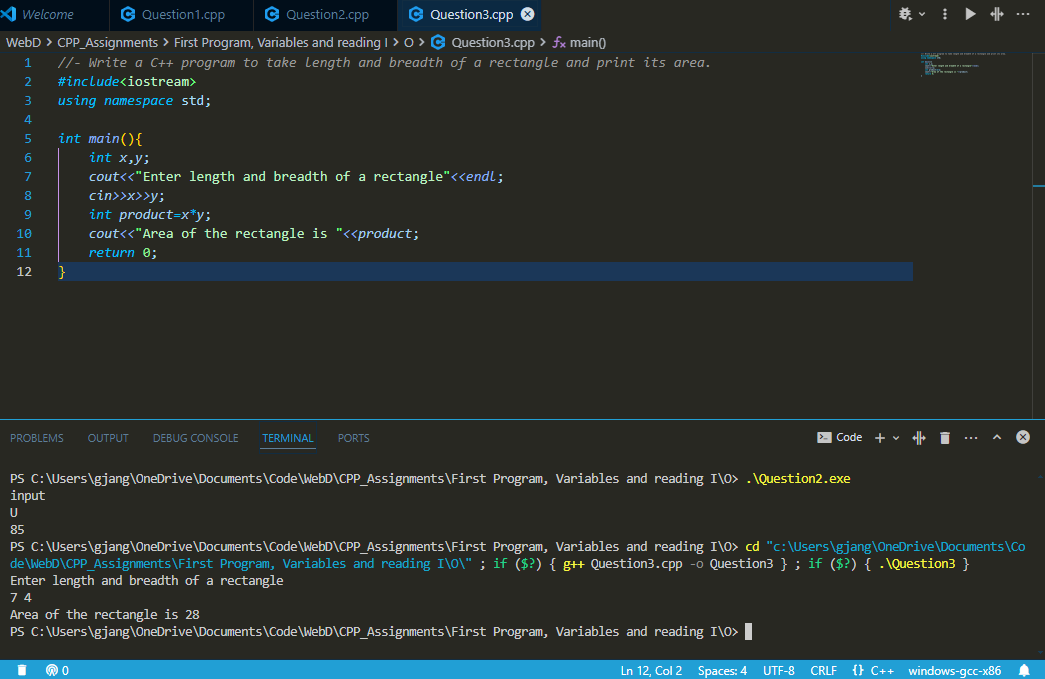 Welcome Question1.cpp Question2.cpp Question3.cpp
WebD > CPP_Assignments > First Program, Variables and reading I > O > Question3.cpp > main()
1 //- Write a C++ program to take length and breadth of a rectangle and print its area.
2 #include<iostream>
3 using namespace std;
4
5 int main(){
6 int x,y;
7 cout<<"Enter length and breadth of a rectangle"<<endl;
8 cin>>x>>y;
9 int product=x*y;
10 cout<<"Area of the rectangle is "<<product;
11 return 0;
12 }
PROBLEMS OUTPUT DEBUG CONSOLE TERMINAL PORTS Code
PS C:\Users\gjang\OneDrive\Documents\Code\WebD\CPP_Assignments\First Program, Variables and reading I\O> .\Question2.exe
input
U
85
PS C:\Users\gjang\OneDrive\Documents\Code\WebD\CPP_Assignments\First Program, Variables and reading I\O> cd "c:\Users\gjang\OneDrive\Documents\Co
de\WebD\CPP_Assignments\First Program, Variables and reading I\O\" ; if ($?) { g++ Question3.cpp -o Question3 } ; if ($?) { .\Question3 }
Enter length and breadth of a rectangle
7 4
Area of the rectangle is 28
PS C:\Users\gjang\OneDrive\Documents\Code\WebD\CPP_Assignments\First Program, Variables and reading I\O>
0 Ln 12, Col 2 Spaces: 4 UTF-8 CRLF {} C++ windows-gcc-x86